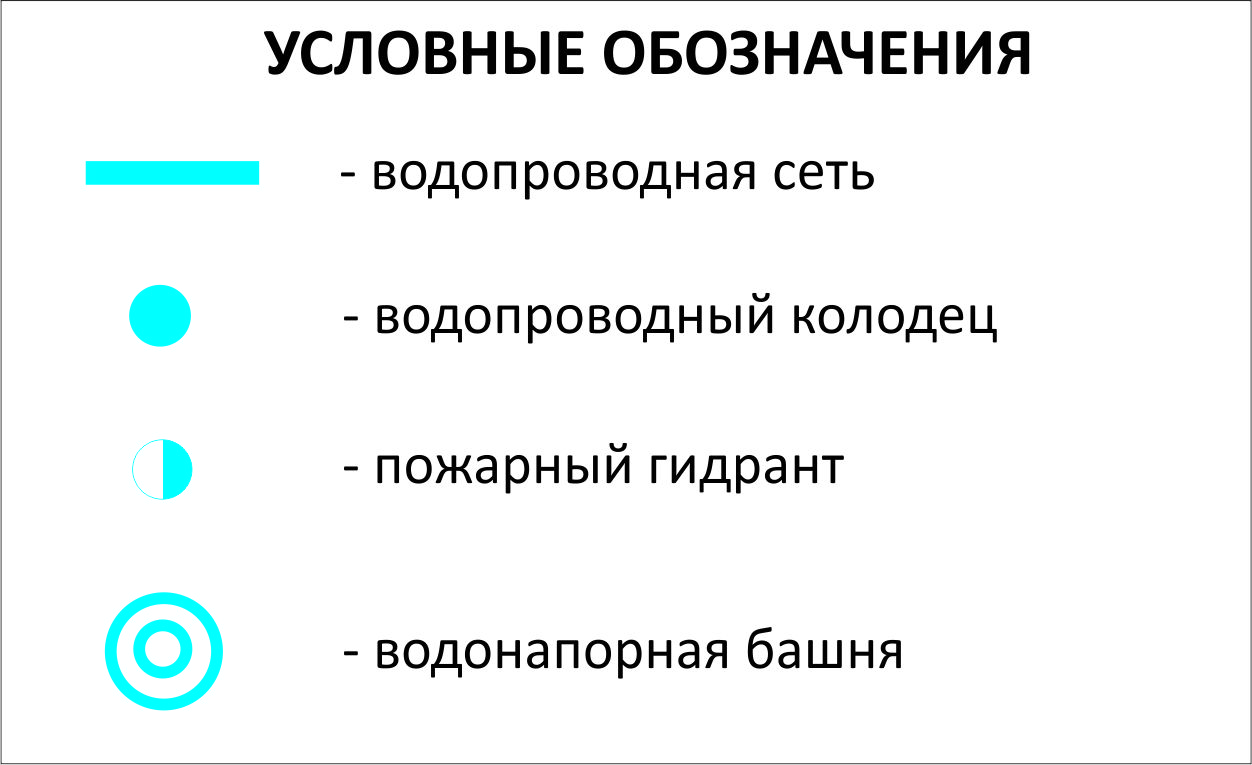 УСЛОВНЫЕ ОБОЗНАЧЕНИЯ
- водопроводная сеть
- водопроводный колодец
- пожарный гидрант
- водонапорная башня